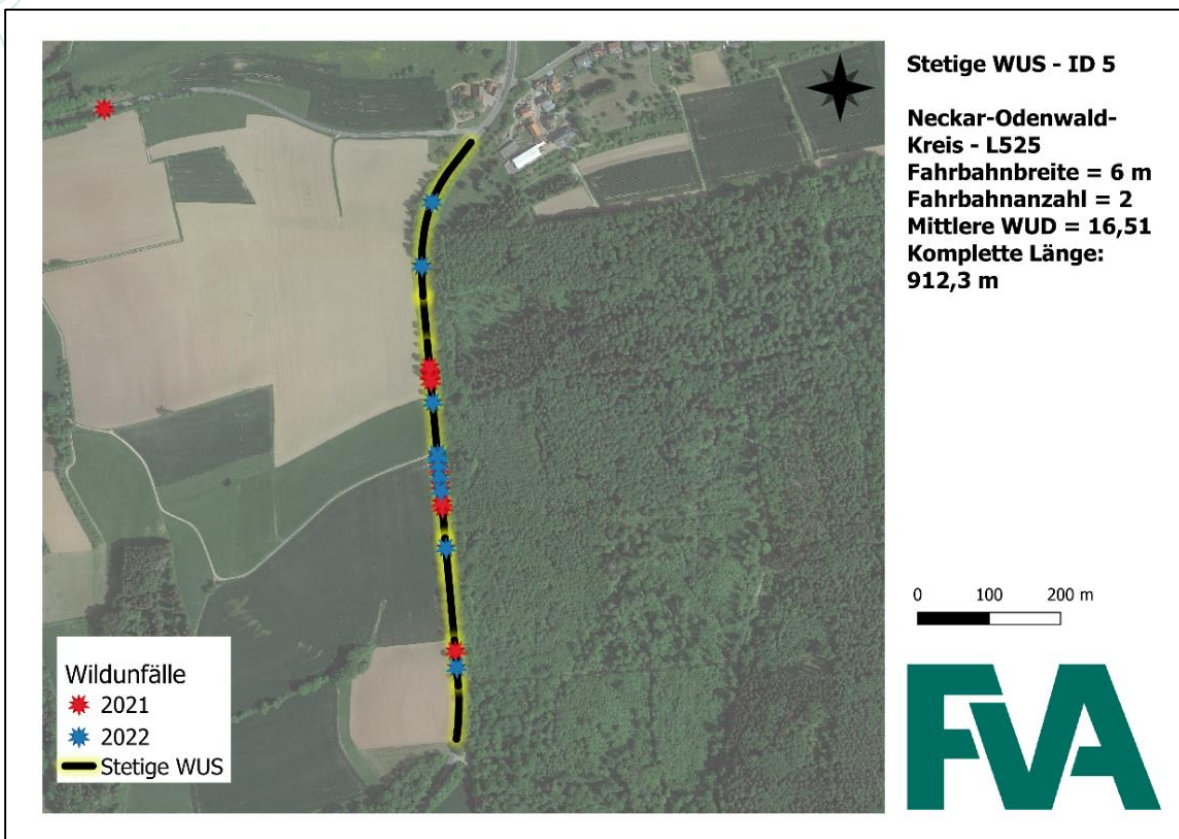 Stetige WUS - ID 5
Neckar-Odenwald-
Kreis - L525
Fahrbahnbreite = 6 m
Fahrbahnanzahl = 2
Mittlere WUD = 16,51
Komplette Länge:
912,3 m
0 100 200 m
Wildunfälle
2021
2022
Stetige WUS
FVA